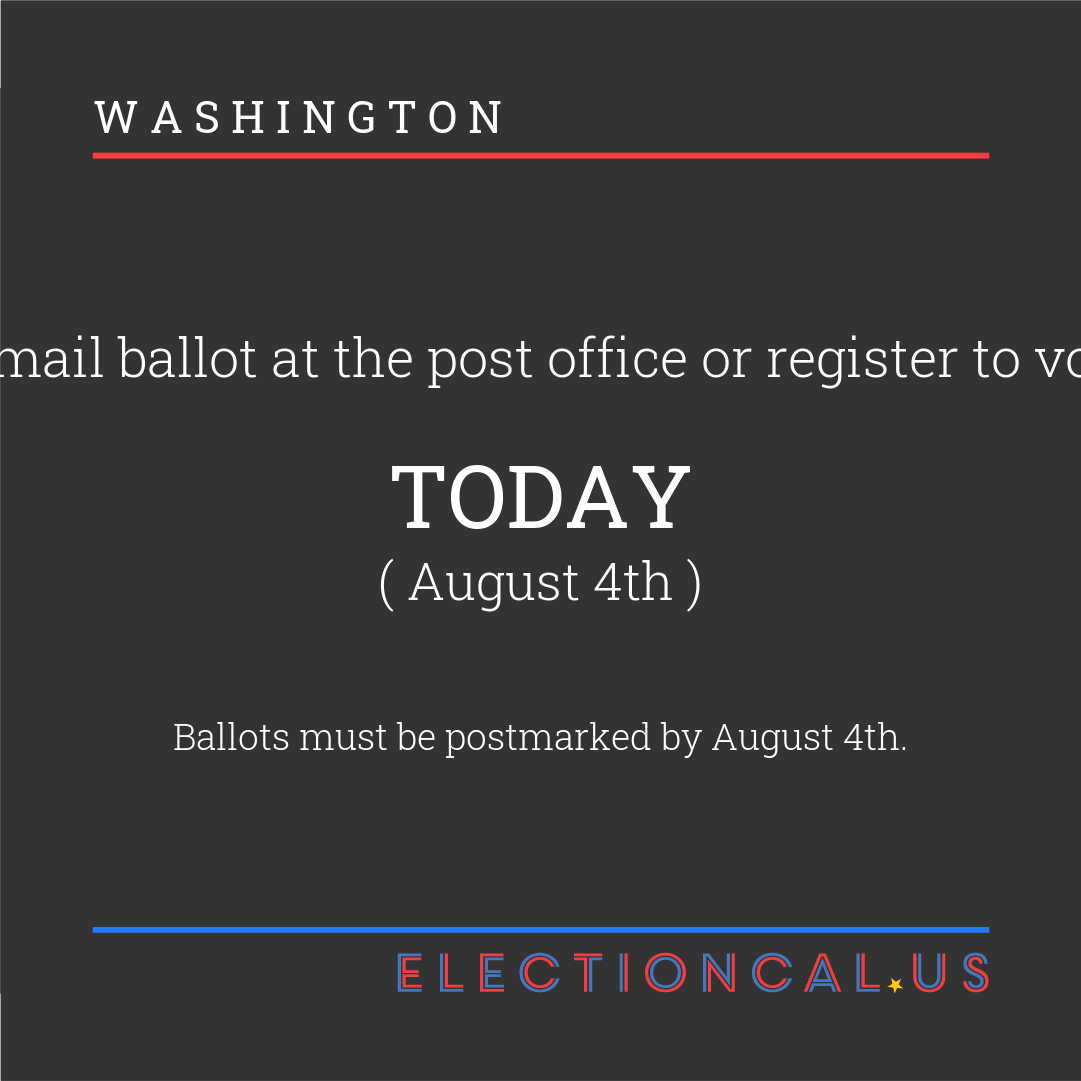 WASHINGTON
mail ballot at the post office or register to
TODAY
( August 4th )
Ballots must be postmarked by August 4th.
ELECTIONCAL.US